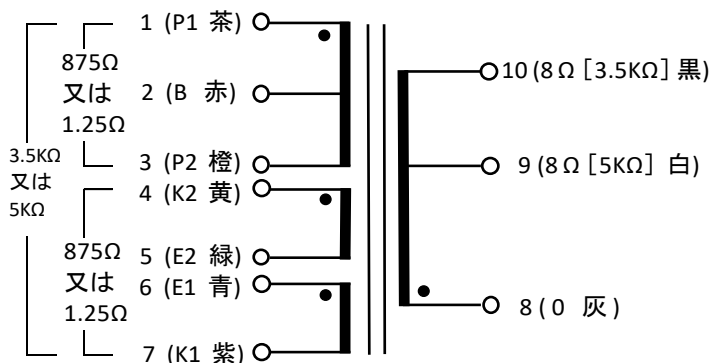 1 (P1 茶)
875Ω
又は
1.25Ω
2 (B 赤)
3 (P2 橙)
3.5KΩ
又は
5KΩ
4 (K2 黄)
875Ω
又は
1.25Ω
5 (E2 緑)
6 (E1 青)
7 (K1 紫)
10 (8Ω [3.5KΩ] 黒)
9 (8Ω [5KΩ] 白)
8 (0 灰)